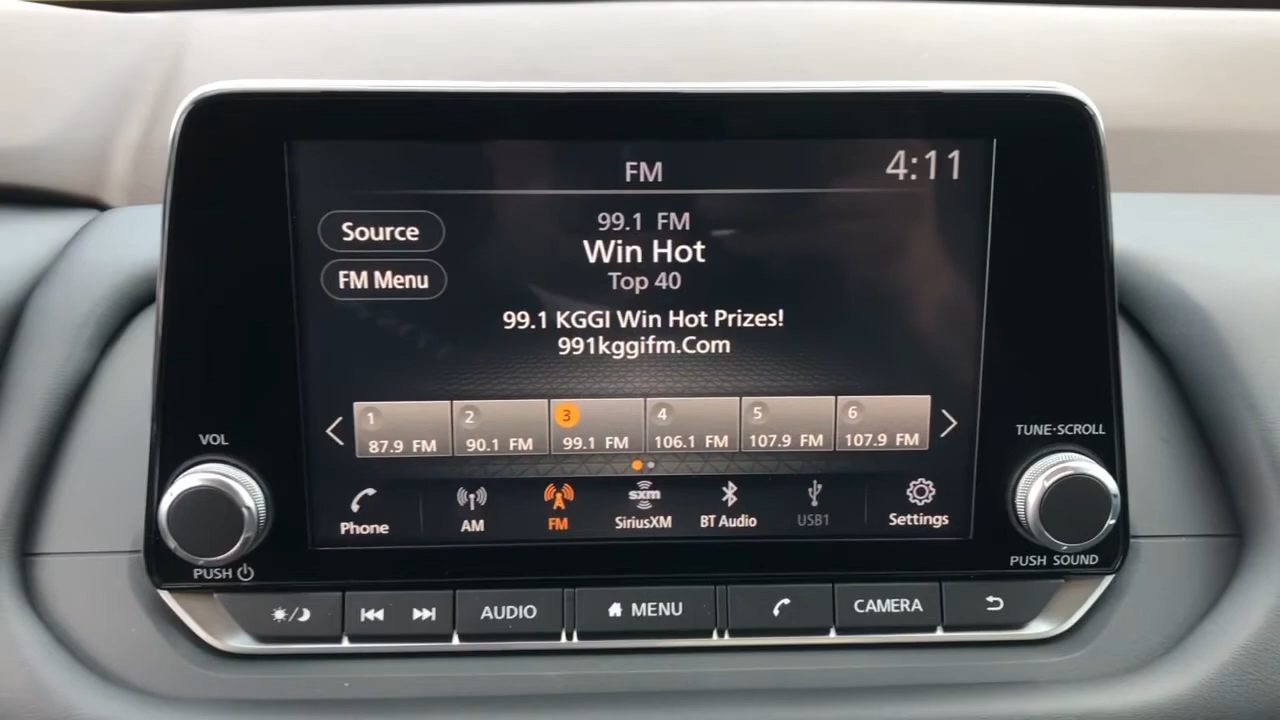 FM
4:11
Source
99.1 FM
Win Hot
FM Menu
Top 40
99.1 KGGI Win Hot Prizes!
991kggifm.Com
1 2 3 4 5 6
87.9 FM 90.1 FM 99.1 FM 106.1 FM 107.9 FM 107.9 FM
VOL
TUNE·SCROLL
sxm
Phone AM FM SiriusXM BT Audio USB1 Settings
PUSH
PUSH SOUND
AUDIO MENU CAMERA